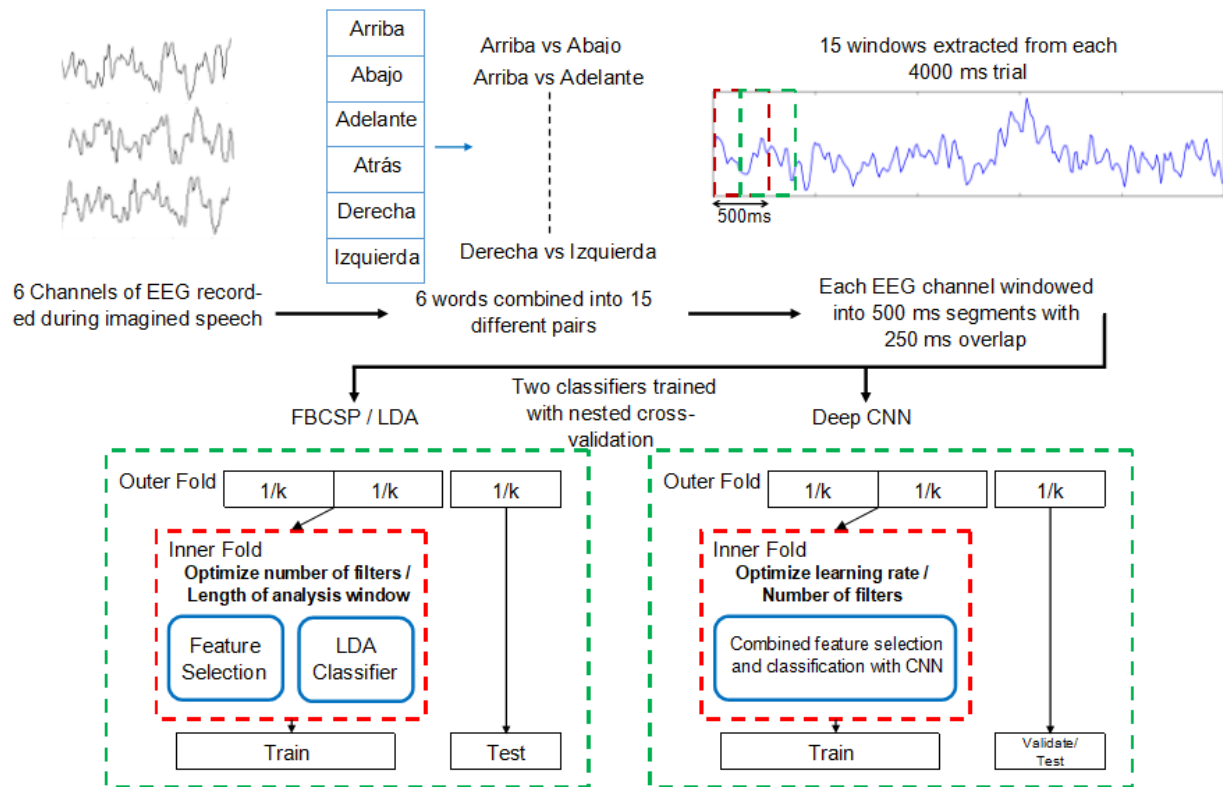 Arriba
Abajo
Adelante
Atrás
Derecha
Izquierda
Arriba vs Abajo
Arriba vs Adelante
Derecha vs Izquierda
15 windows extracted from each
4000 ms trial
500ms
6 Channels of EEG record-
ed during imagined speech
6 words combined into 15
different pairs
Each EEG channel windowed
into 500 ms segments with
250 ms overlap
Two classifiers trained
with nested cross-
validation
FBCSP / LDA
Deep CNN
Outer Fold
1/k
1/k
1/k
Inner Fold
Optimize number of filters /
Length of analysis window
Feature
Selection
LDA
Classifier
Train
Test
Outer Fold
1/k
1/k
1/k
Inner Fold
Optimize learning rate /
Number of filters
Combined feature selection
and classification with CNN
Train
Validate/
Test